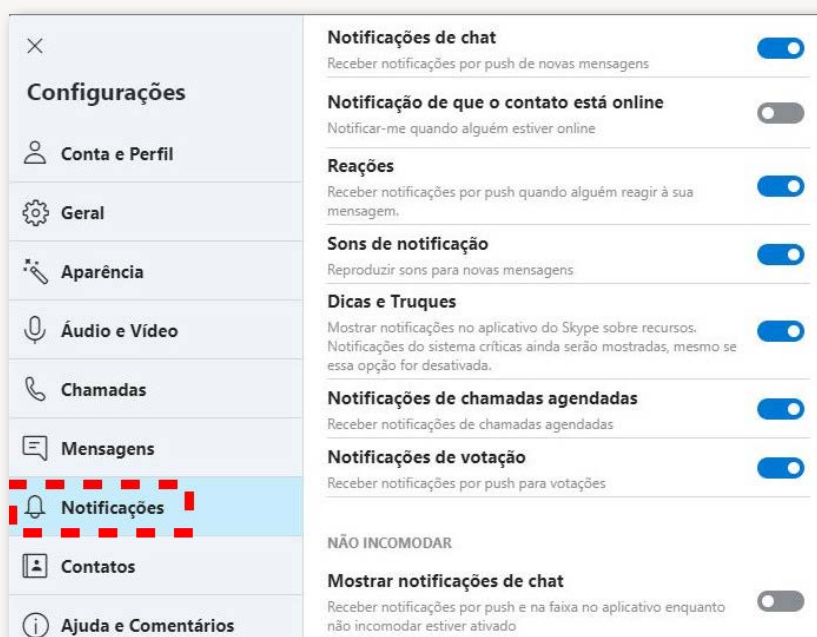 Configurações
Conta e Perfil
Geral
Aparência
Áudio e Vídeo
Chamadas
Mensagens
Notificações
Contatos
Ajuda e Comentários
Notificações de chat
Receber notificações por push de novas mensagens
Notificação de que o contato está online
Notificar-me quando alguém estiver online
Reações
Receber notificações por push quando alguém reagir à sua
mensagem.
Sons de notificação
Reproduzir sons para novas mensagens
Dicas e Truques
Mostrar notificações no aplicativo do Skype sobre recursos.
Notificações do sistema críticas ainda serão mostradas, mesmo se
essa opção for desativada.
Notificações de chamadas agendadas
Receber notificações de chamadas agendadas
Notificações de votação
Receber notificações por push para votações
NÃO INCOMODAR
Mostrar notificações de chat
Receber notificações por push e na faixa no aplicativo enquanto
não incomodar estiver ativado